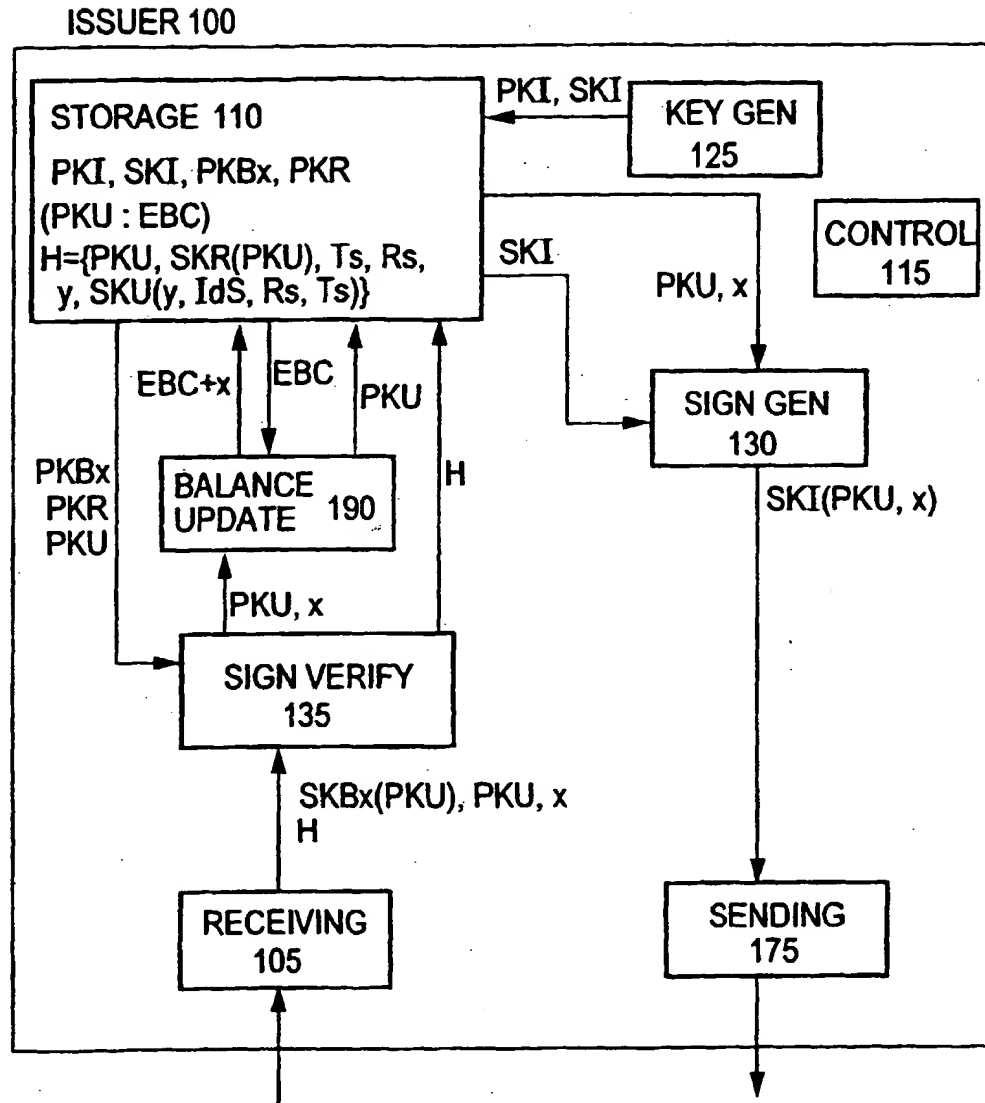 ISSUER 100
STORAGE 110
PKI, SKI, PKBx, PKR
(PKU : EBC)
H={PKU, SKR(PKU), Ts, Rs,
y, SKU(y, IdS, Rs, Ts)}
PKI, SKI
KEY GEN
125
CONTROL
115
SKI
PKU, x
SIGN GEN
130
SKI(PKU, x)
EBC+x
EBC
PKU
H
PKBx
PKR
PKU
BALANCE
UPDATE 190
PKU, x
SIGN VERIFY
135
SKBx(PKU), PKU, x
H
RECEIVING
105
SENDING
175